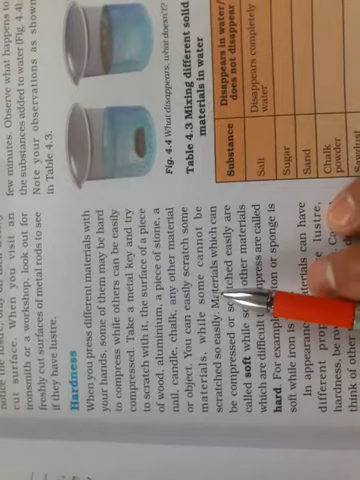 notice the
cut surface. When you visit an
ironsmith or a workshop, look out for
freshly cut surfaces of metal rods to see
if they have lustre.
Hardness
When you press different materials with
your hands, some of them may be hard
to compress while others can be easily
compressed. Take a metal key and try
to scratch with it, the surface of a piece
of wood, aluminium, a piece of stone, a
nail, candle, chalk, any other material
or object. You can easily scratch some
materials, while some cannot be
scratched so easily. Materials which can
be compressed or scratched easily are
called soft while other materials
which are difficult to compress are called
hard. For example or sponge is
soft while iron is
In appearance, materials can have
different lustre,
hardness, be
think of other
few minutes. Observe what happens to
the substances added to water (Fig. 4.4).
Note your observations as shown
in Table 4.3.
Fig. 4.4 What disappears, what doesn't?
Table 4.3 Mixing different solid
materials in water
Substance Disappears in water/
does not disappear
Salt Disappears completely
water
Sugar
Sand
Chalk
powder
Sawdust